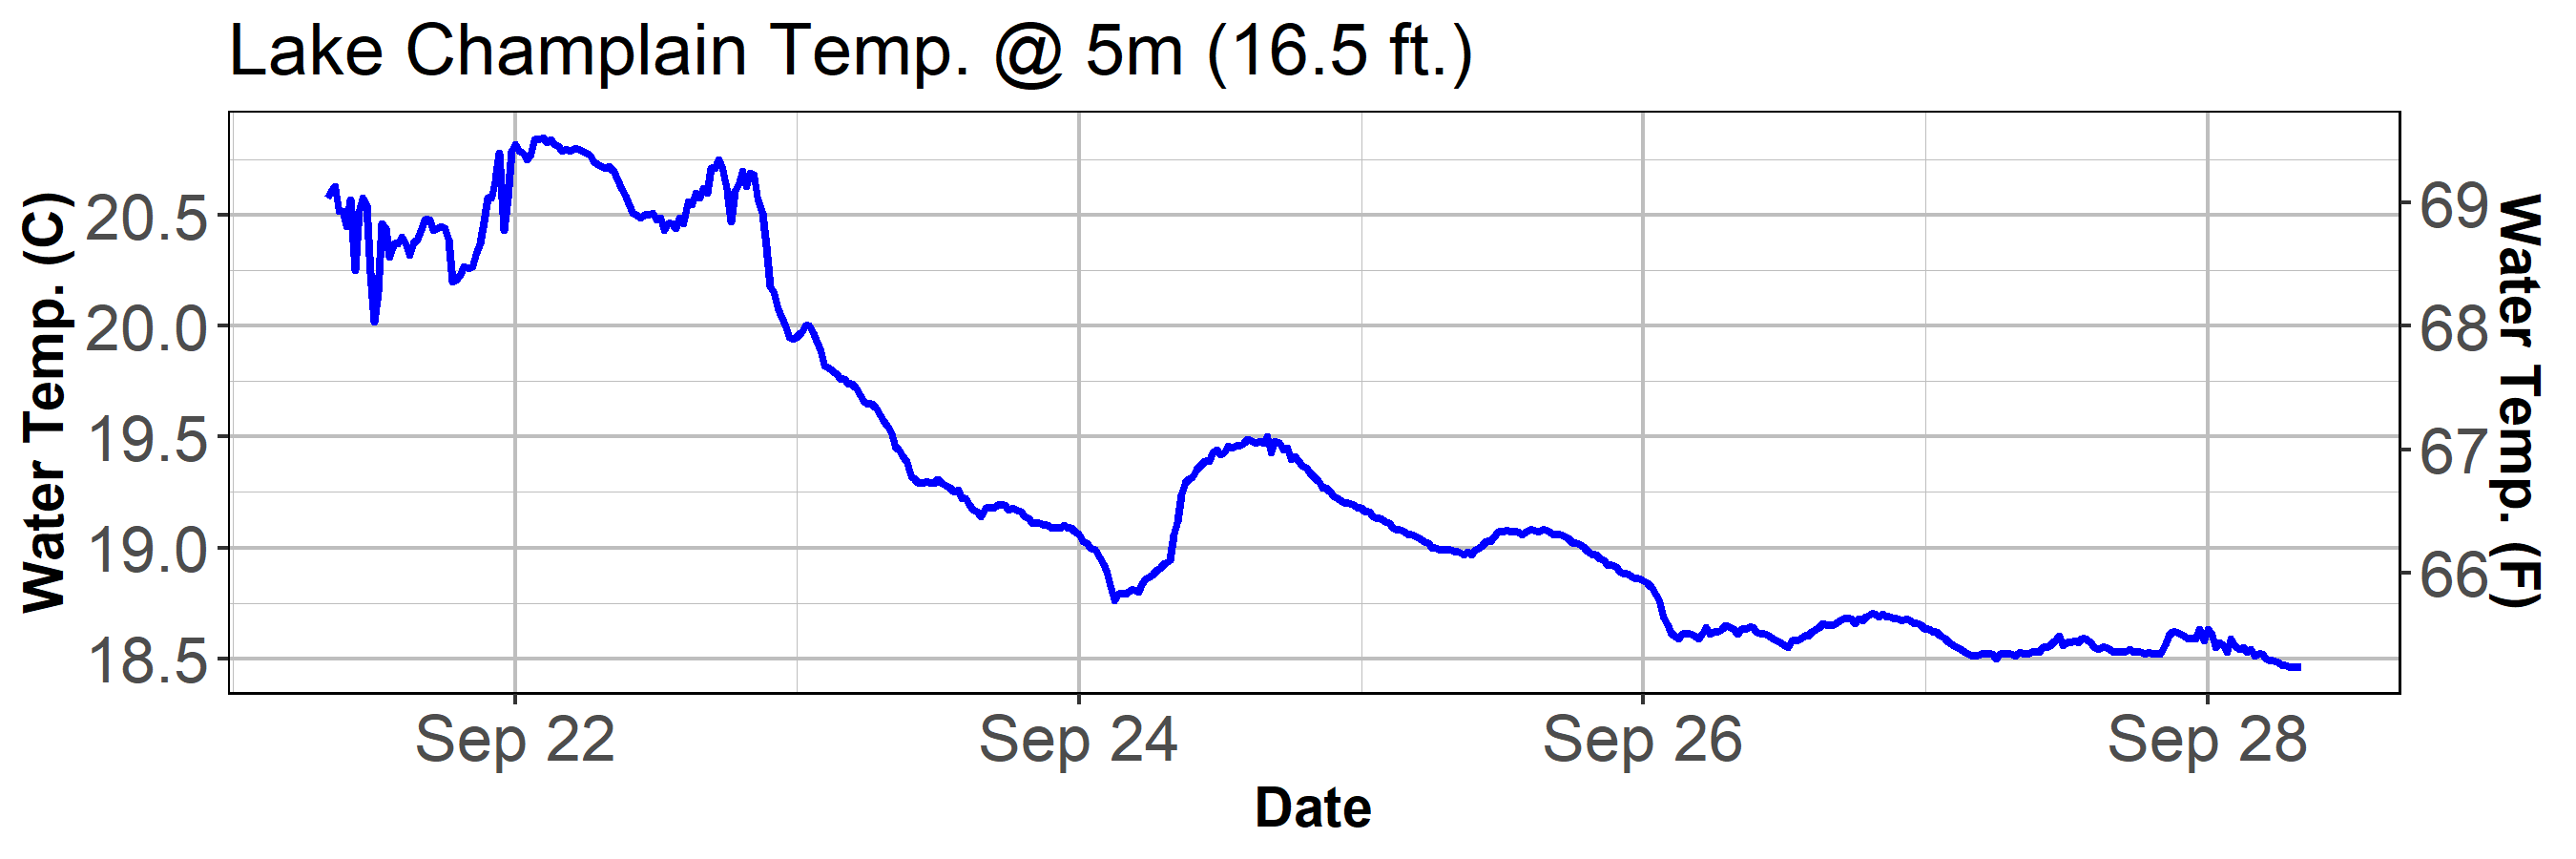 Lake Champlain Temp. @ 5m (16.5 ft.)
Water Temp. (C)
20.5
20.0
19.5
19.0
18.5
69
68
67
66
Water Temp. (F)
Sep 22
Sep 24
Sep 26
Sep 28
Date